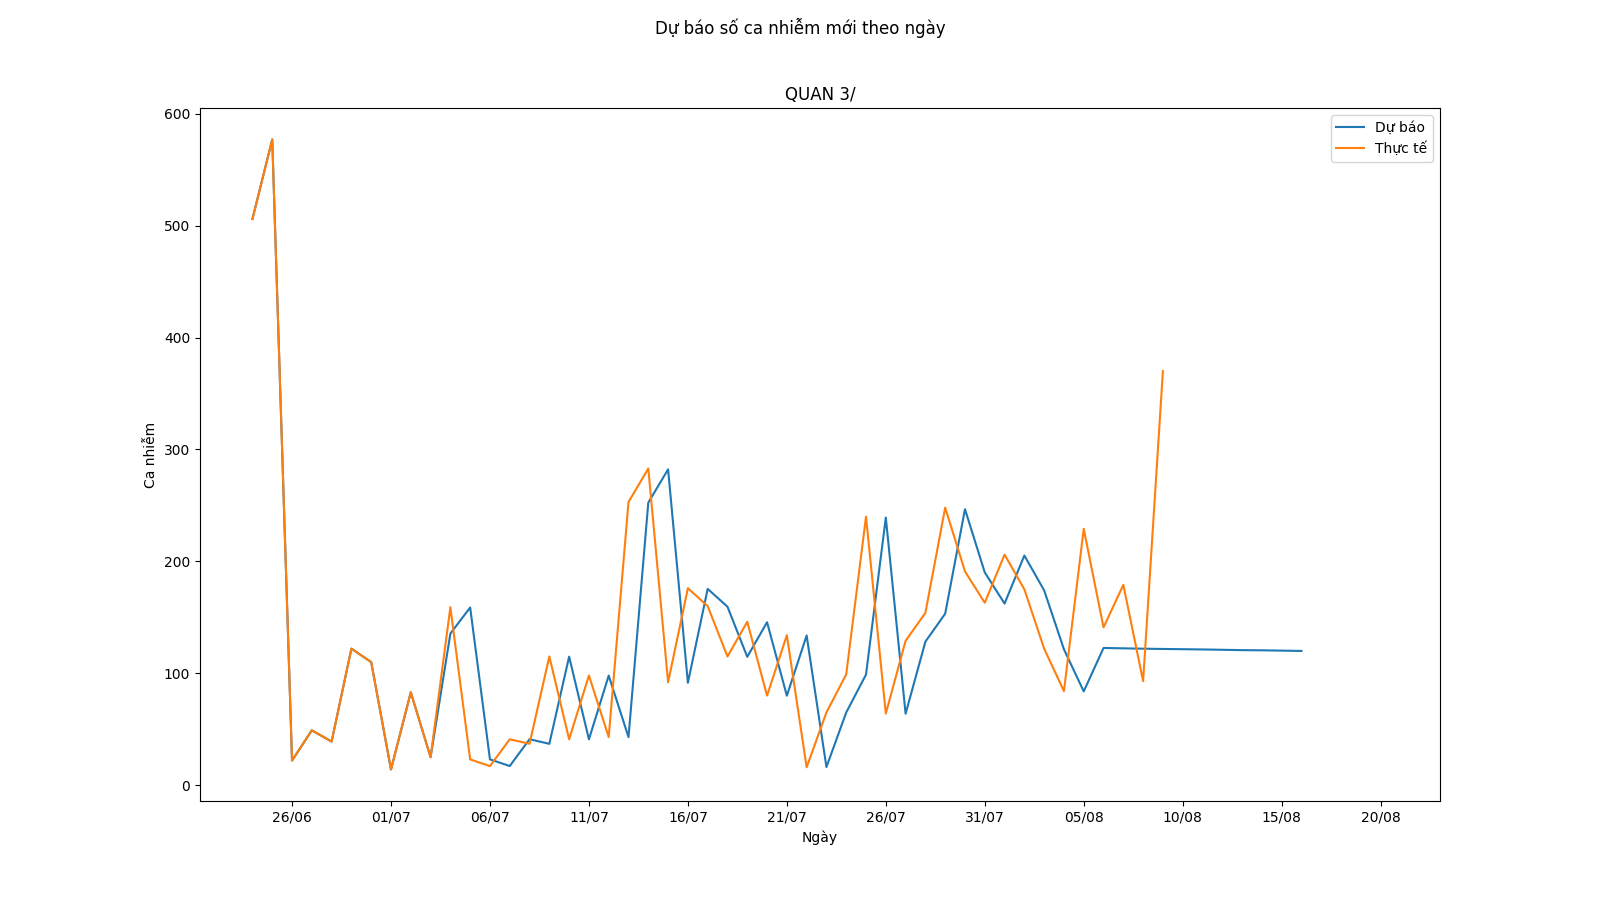 Dự báo số ca nhiễm mới theo ngày
QUAN 3/
600
500
400
300
200
100
0
Ca nhiễm
Dự báo
Thực tế
26/06 01/07 06/07 11/07 16/07 21/07 26/07 31/07 05/08 10/08 15/08 20/08
Ngày